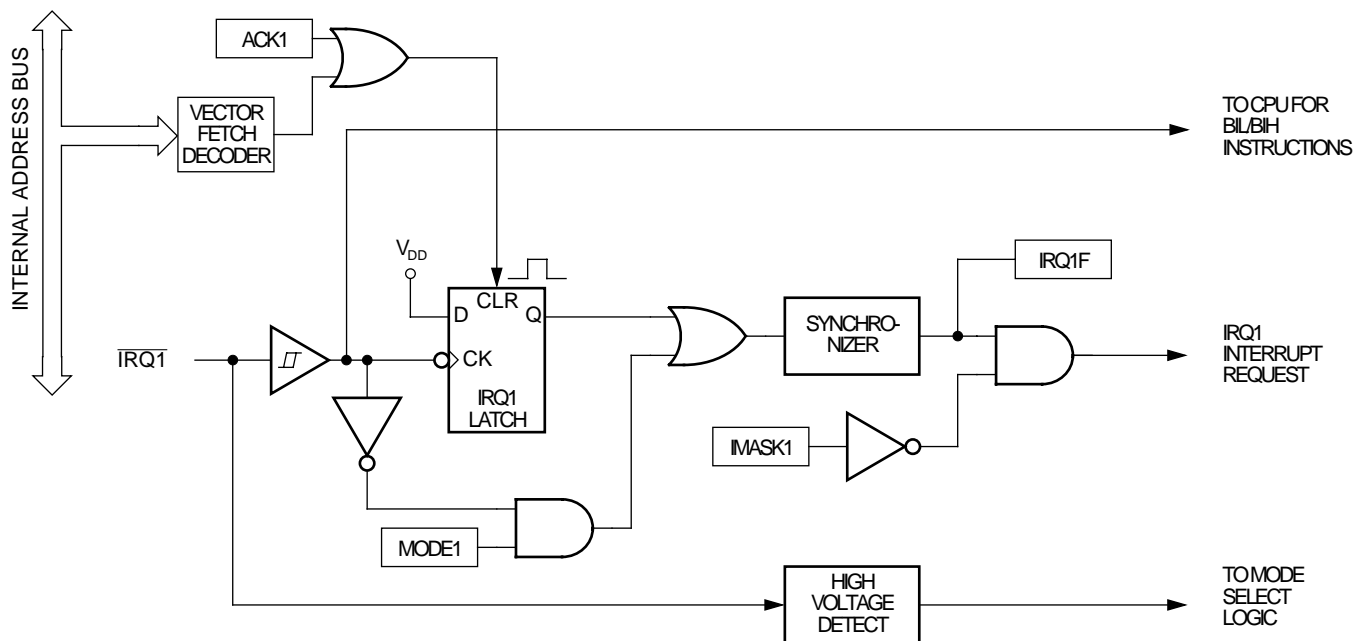 INTERNAL ADDRESS BUS
ACK1
VECTOR
FETCH
DECODER
TO CPU FOR
BIL/BIH
INSTRUCTIONS
VDD
CLR
D
Q
CK
IRQ1
LATCH
IRQ1
SYNCHRO-
NIZER
IRQ1F
IRQ1
INTERRUPT
REQUEST
IMASK1
MODE1
HIGH
VOLTAGE
DETECT
TO MODE
SELECT
LOGIC